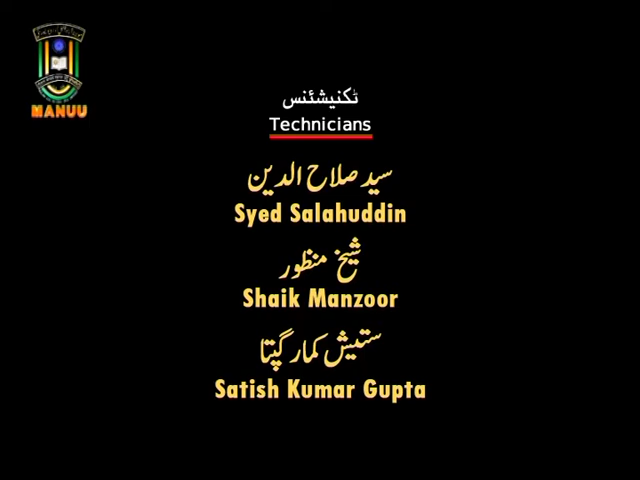 MANUU
ٹکنیشئنس
Technicians
سید صلاح الدین
Syed Salahuddin
شیخ منظور
Shaik Manzoor
ستیش کمار گپتا
Satish Kumar Gupta